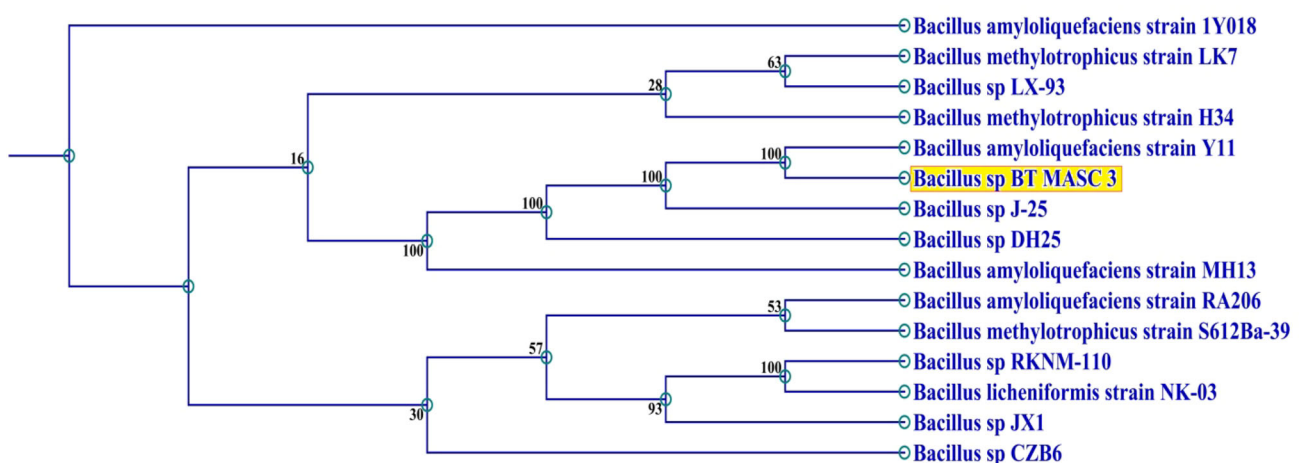 Bacillus amyloliquefaciens strain 1Y018
Bacillus methylotrophicus strain LK7
63
Bacillus sp LX-93
28
Bacillus methylotrophicus strain H34
Bacillus amyloliquefaciens strain Y11
100
16
Bacillus sp BT MASC 3
100
Bacillus sp J-25
100
Bacillus sp DH25
100
Bacillus amyloliquefaciens strain MH13
Bacillus amyloliquefaciens strain RA206
53
Bacillus methylotrophicus strain S612Ba-39
57
Bacillus sp RKNM-110
100
Bacillus licheniformis strain NK-03
93
30
Bacillus sp JX1
Bacillus sp CZB6